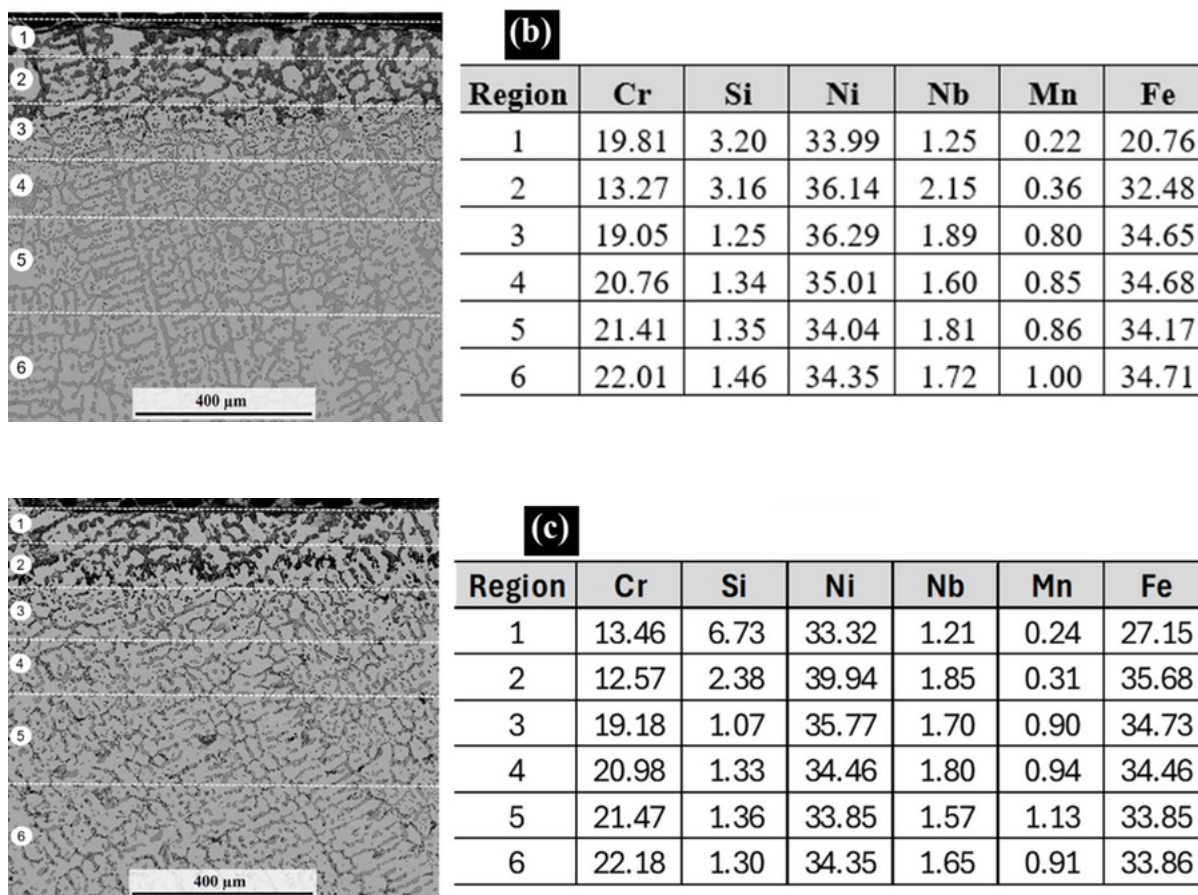 1
2
3
4
5
6
400 µm
(b)
Region Cr Si Ni Nb Mn Fe
1 19.81 3.20 33.99 1.25 0.22 20.76
2 13.27 3.16 36.14 2.15 0.36 32.48
3 19.05 1.25 36.29 1.89 0.80 34.65
4 20.76 1.34 35.01 1.60 0.85 34.68
5 21.41 1.35 34.04 1.81 0.86 34.17
6 22.01 1.46 34.35 1.72 1.00 34.71
1
2
3
4
5
6
400 µm
(c)
Region Cr Si Ni Nb Mn Fe
1 13.46 6.73 33.32 1.21 0.24 27.15
2 12.57 2.38 39.94 1.85 0.31 35.68
3 19.18 1.07 35.77 1.70 0.90 34.73
4 20.98 1.33 34.46 1.80 0.94 34.46
5 21.47 1.36 33.85 1.57 1.13 33.85
6 22.18 1.30 34.35 1.65 0.91 33.86